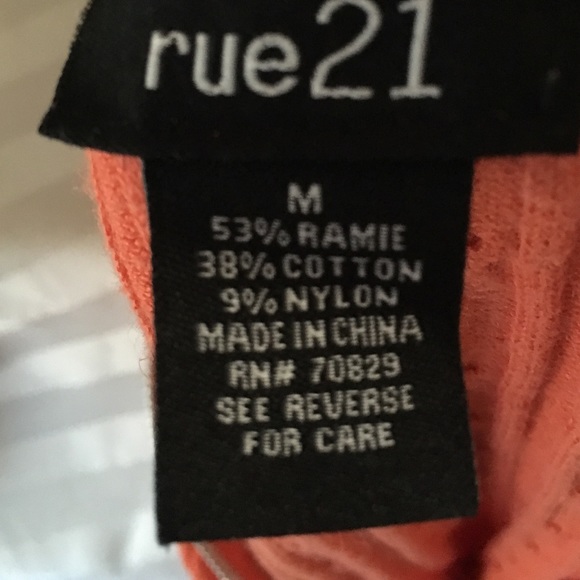 rue21
M
53% RAMIE
38% COTTON
9% NYLON
MADE IN CHINA
RN# 70829
SEE REVERSE
FOR CARE